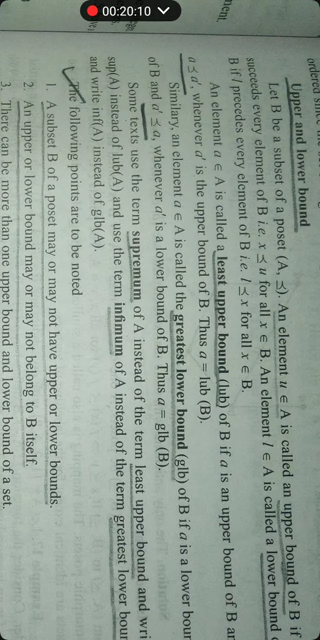 00:20:10
ordered since
Upper and lower bound
Let B be a subset of a poset (A, ≤). An element u ∈ A is called an upper bound of B if
succeeds every element of B i.e. x ≤ u for all x ∈ B. An element l ∈ A is called a lower bound
B if l precedes every element of B i.e. l ≤ x for all x ∈ B.
An element a ∈ A is called a least upper bound (lub) of B if a is an upper bound of B an
a ≤ a′, whenever a′ is the upper bound of B. Thus a = lub (B).
Similary, an element a ∈ A is called the greatest lower bound (glb) of B if a is a lower boun
of B and a′ ≤ a, whenever a′ is a lower bound of B. Thus a = glb (B).
Some texts use the term supremum of A instead of the term least upper bound and wri
sup(A) instead of lub(A) and use the term infinum of A instead of the term greatest lower boun
and write inf(A) instead of glb(A).
The following points are to be noted
1. A subset B of a poset may or may not have upper or lower bounds.
2. An upper or lower bound may or may not belong to B itself.
3. There can be more than one upper bound and lower bound of a set.